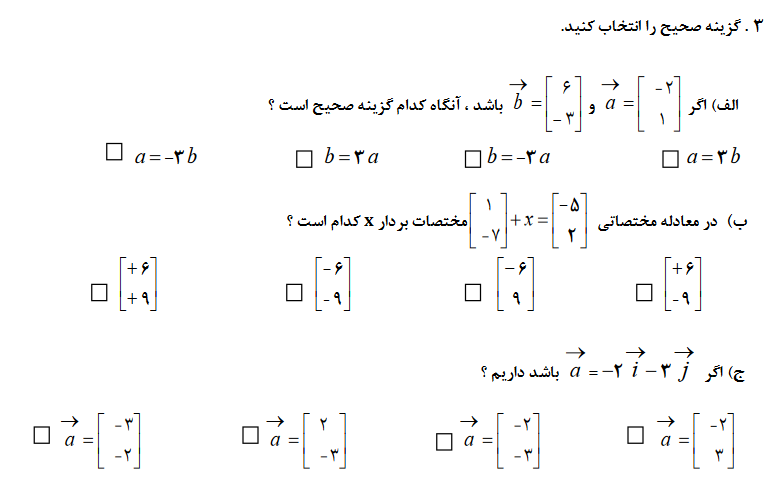 ۳ . گزینه صحیح را انتخاب کنید.
الف) اگر a⃗ = [−۲ ۱] و b⃗ = [۶ −۳] باشد ، آنگاه کدام گزینه صحیح است ؟
□ a = ۳b □ b = −۳a □ b = ۳a □ a = −۳b
ب) در معادله مختصاتی [۱ −۷] + x = [−۵ ۲] مختصات بردار x کدام است ؟
□ [+۶ −۹] □ [−۶ ۹] □ [−۶ −۹] □ [+۶ +۹]
ج) اگر a⃗ = −۲ i⃗ − ۳ j⃗ باشد داریم ؟
□ a⃗ = [−۲ ۳] □ a⃗ = [−۲ −۳] □ a⃗ = [۲ −۳] □ a⃗ = [−۳ −۲]